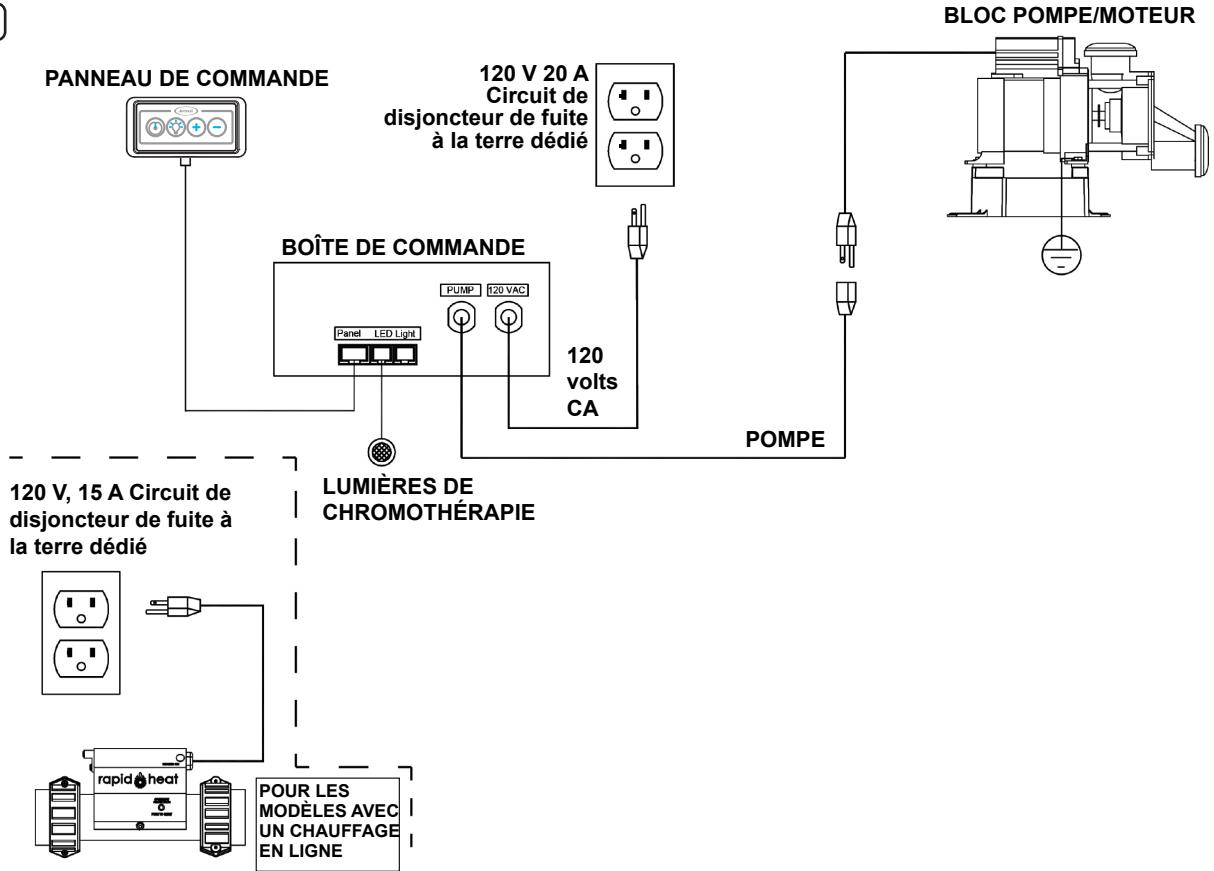 BLOC POMPE/MOTEUR
PANNEAU DE COMMANDE
120 V 20 A
Circuit de
disjoncteur de fuite
à la terre dédié
BOÎTE DE COMMANDE
PUMP
120 VAC
Panel
LED Light
120
volts
CA
POMPE
LUMIÈRES DE
CHROMOTHÉRAPIE
120 V, 15 A Circuit de
disjoncteur de fuite à
la terre dédié
rapid heat
POUR LES
MODÈLES AVEC
UN CHAUFFAGE
EN LIGNE